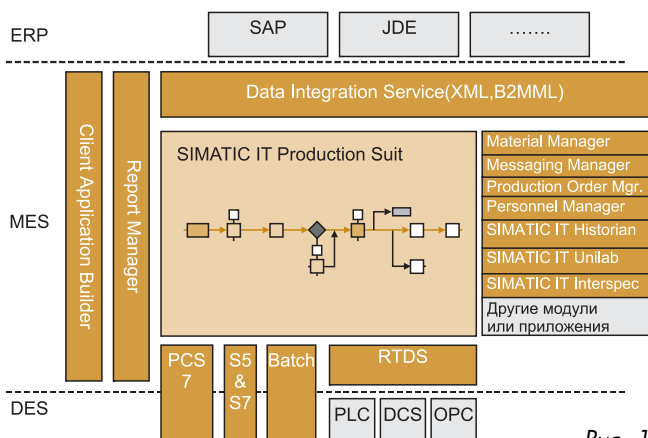 ERP
SAP
JDE
.......
MES
Client Application Builder
Report Manager
Data Integration Service(XML,B2MML)
SIMATIC IT Production Suit
Material Manager
Messaging Manager
Production Order Mgr.
Personnel Manager
SIMATIC IT Historian
SIMATIC IT Unilab
SIMATIC IT Interspec
Другие модули
или приложения
PCS
7
S5
&
S7
Batch
RTDS
DES
PLC
DCS
OPC
Рис. 1